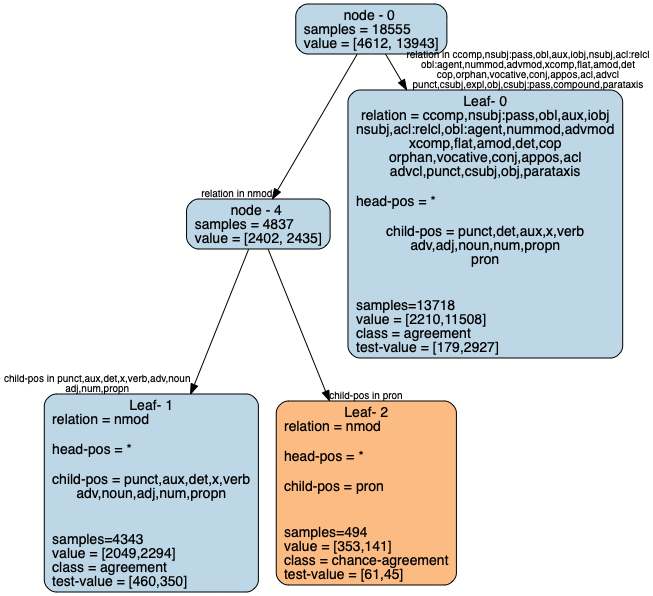 node - 0
samples = 18555
value = [4612, 13943]
relation in ccomp,nsubj:pass,obl,aux,iobj,nsubj,acl:relcl
obl:agent,nummod,advmod,xcomp,flat,amod,det
cop,orphan,vocative,conj,appos,acl,advcl
punct,csubj,expl,obj,csubj:pass,compound,parataxis
Leaf- 0
relation = ccomp,nsubj:pass,obl,aux,iobj
nsubj,acl:relcl,obl:agent,nummod,advmod
xcomp,flat,amod,det,cop
orphan,vocative,conj,appos,acl
advcl,punct,csubj,obj,parataxis
head-pos = *
child-pos = punct,det,aux,x,verb
adv,adj,noun,num,propn
pron
samples=13718
value = [2210,11508]
class = agreement
test-value = [179,2927]
relation in nmod
node - 4
samples = 4837
value = [2402, 2435]
child-pos in punct,aux,det,x,verb,adv,noun
adj,num,propn
Leaf- 1
relation = nmod
head-pos = *
child-pos = punct,aux,det,x,verb
adv,noun,adj,num,propn
samples=4343
value = [2049,2294]
class = agreement
test-value = [460,350]
child-pos in pron
Leaf- 2
relation = nmod
head-pos = *
child-pos = pron
samples=494
value = [353,141]
class = chance-agreement
test-value = [61,45]